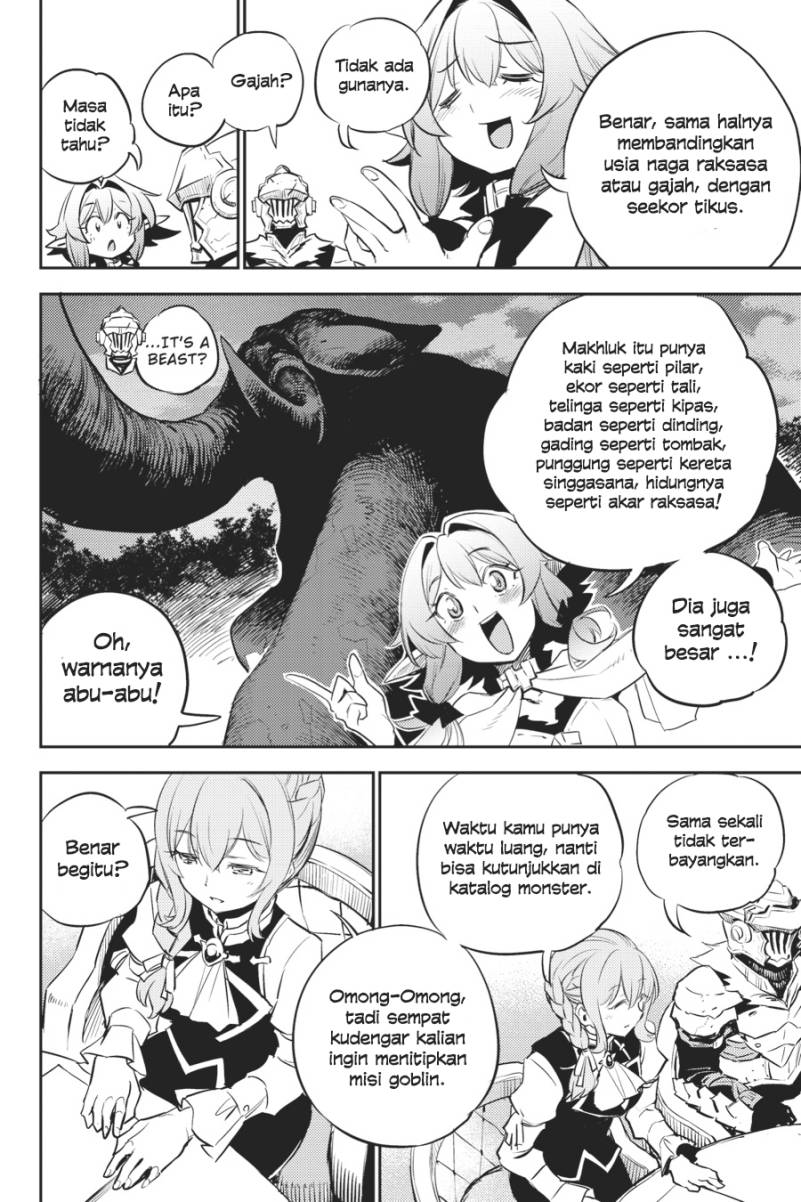 Benar, sama halnya
membandingkan
usia naga raksasa
atau gajah, dengan
seekor tikus.
Tidak ada
gunanya.
Gajah?
Apa
itu?
Masa
tidak
tahu?
Makhluk itu punya
kaki seperti pilar,
ekor seperti tali,
telinga seperti kipas,
badan seperti dinding,
gading seperti tombak,
punggung seperti kereta
singgasana, hidungnya
seperti akar raksasa!
Dia juga
sangat
besar ...!
...IT'S A
BEAST?
Oh,
warnanya
abu-abu!
Sama sekali
tidak ter-
bayangkan.
Waktu kamu punya
waktu luang, nanti
bisa kutunjukkan di
katalog monster.
Omong-Omong,
tadi sempat
kudengar kalian
ingin menitipkan
misi goblin.
Benar
begitu?